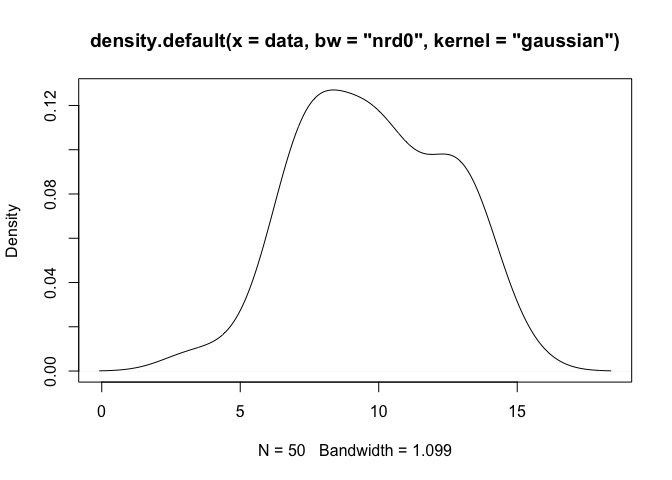 density.default(x = data, bw = "nrd0", kernel = "gaussian")
Density
0.12
0.08
0.04
0.00
0 5 10 15
N = 50 Bandwidth = 1.099